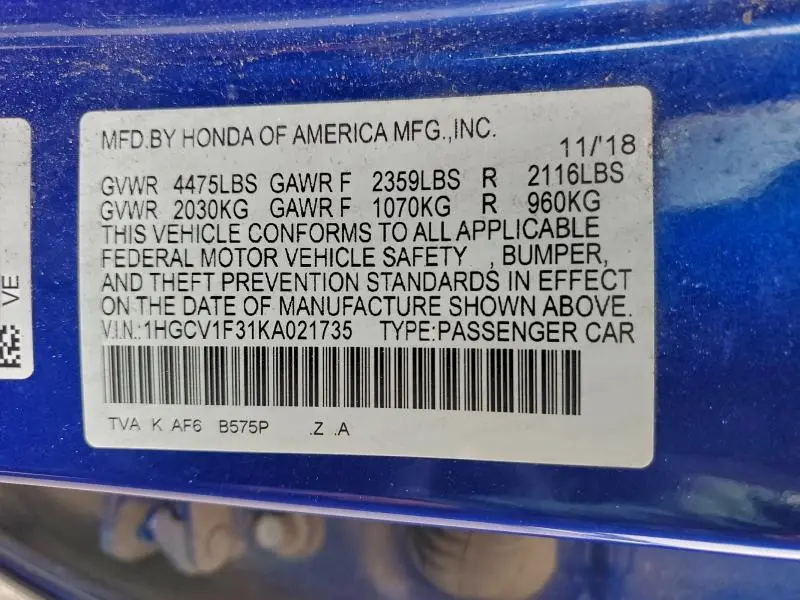 MFD.BY HONDA OF AMERICA MFG.,INC.
11/'18
GVWR 4475LBS GAWR F 2359LBS R 2116LBS
GVWR 2030KG GAWR F 1070KG R 960KG
THIS VEHICLE CONFORMS TO ALL APPLICABLE
FEDERAL MOTOR VEHICLE SAFETY , BUMPER,
AND THEFT PREVENTION STANDARDS IN EFFECT
ON THE DATE OF MANUFACTURE SHOWN ABOVE.
V.I.N.:1HGCV1F31KA021735 TYPE:PASSENGER CAR
TVA K AF6 B575P .Z .A
VE